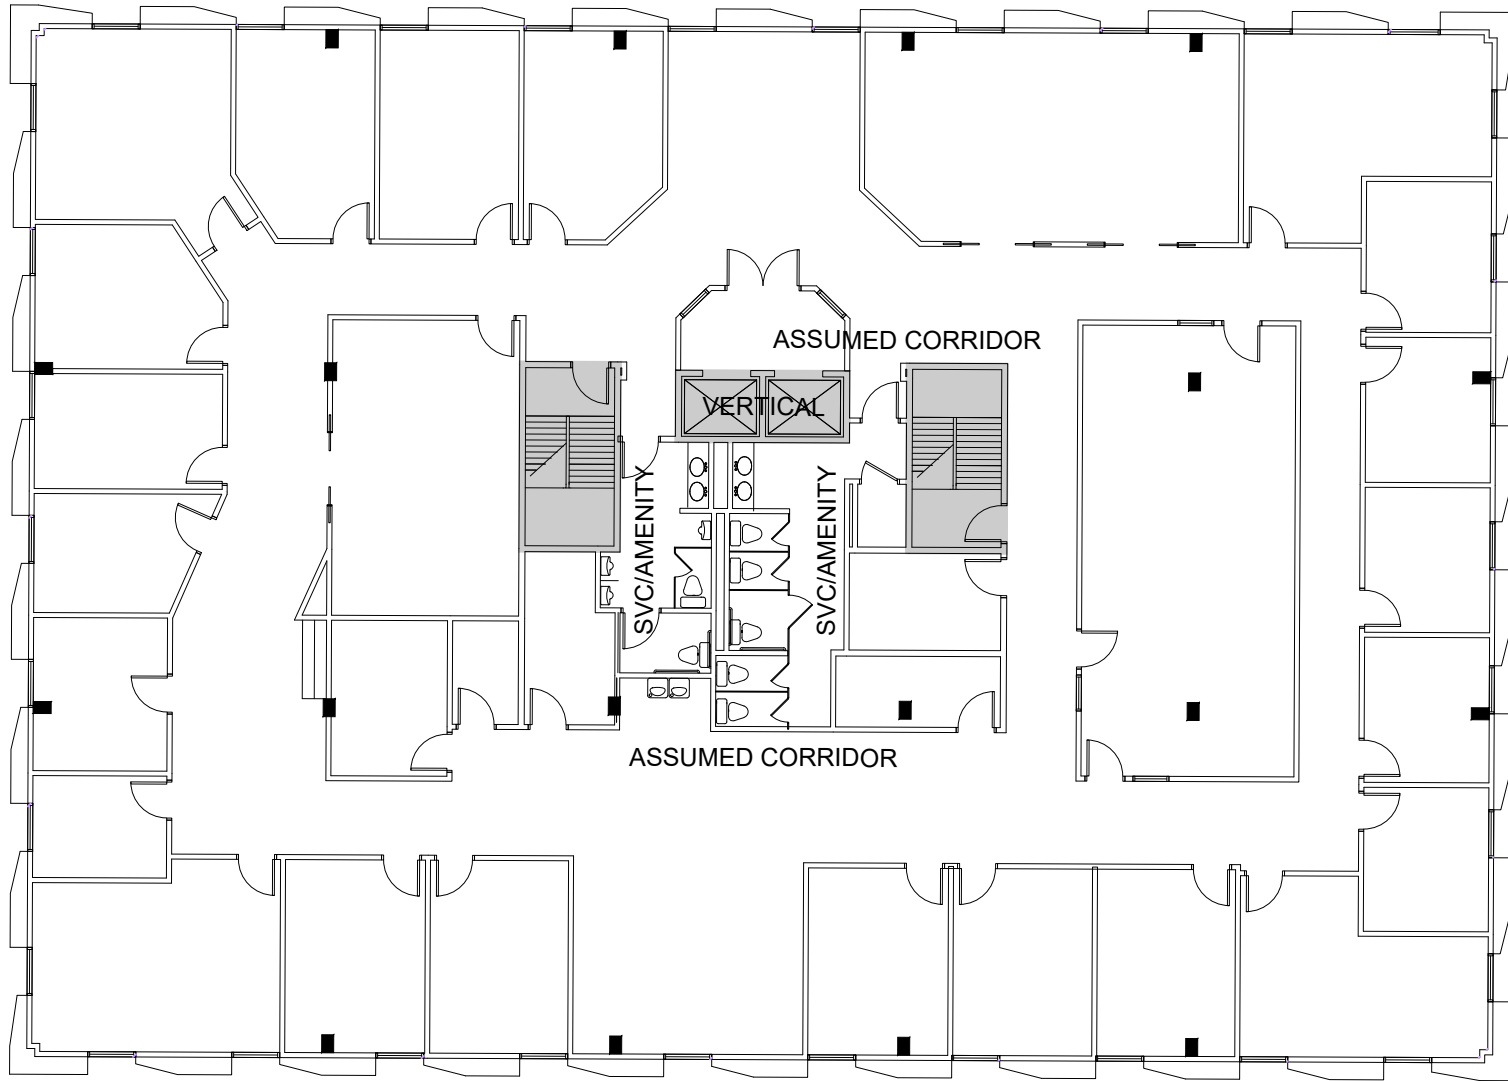 ASSUMED CORRIDOR
VERTICAL
SVC/AMENITY
SVC/AMENITY
ASSUMED CORRIDOR